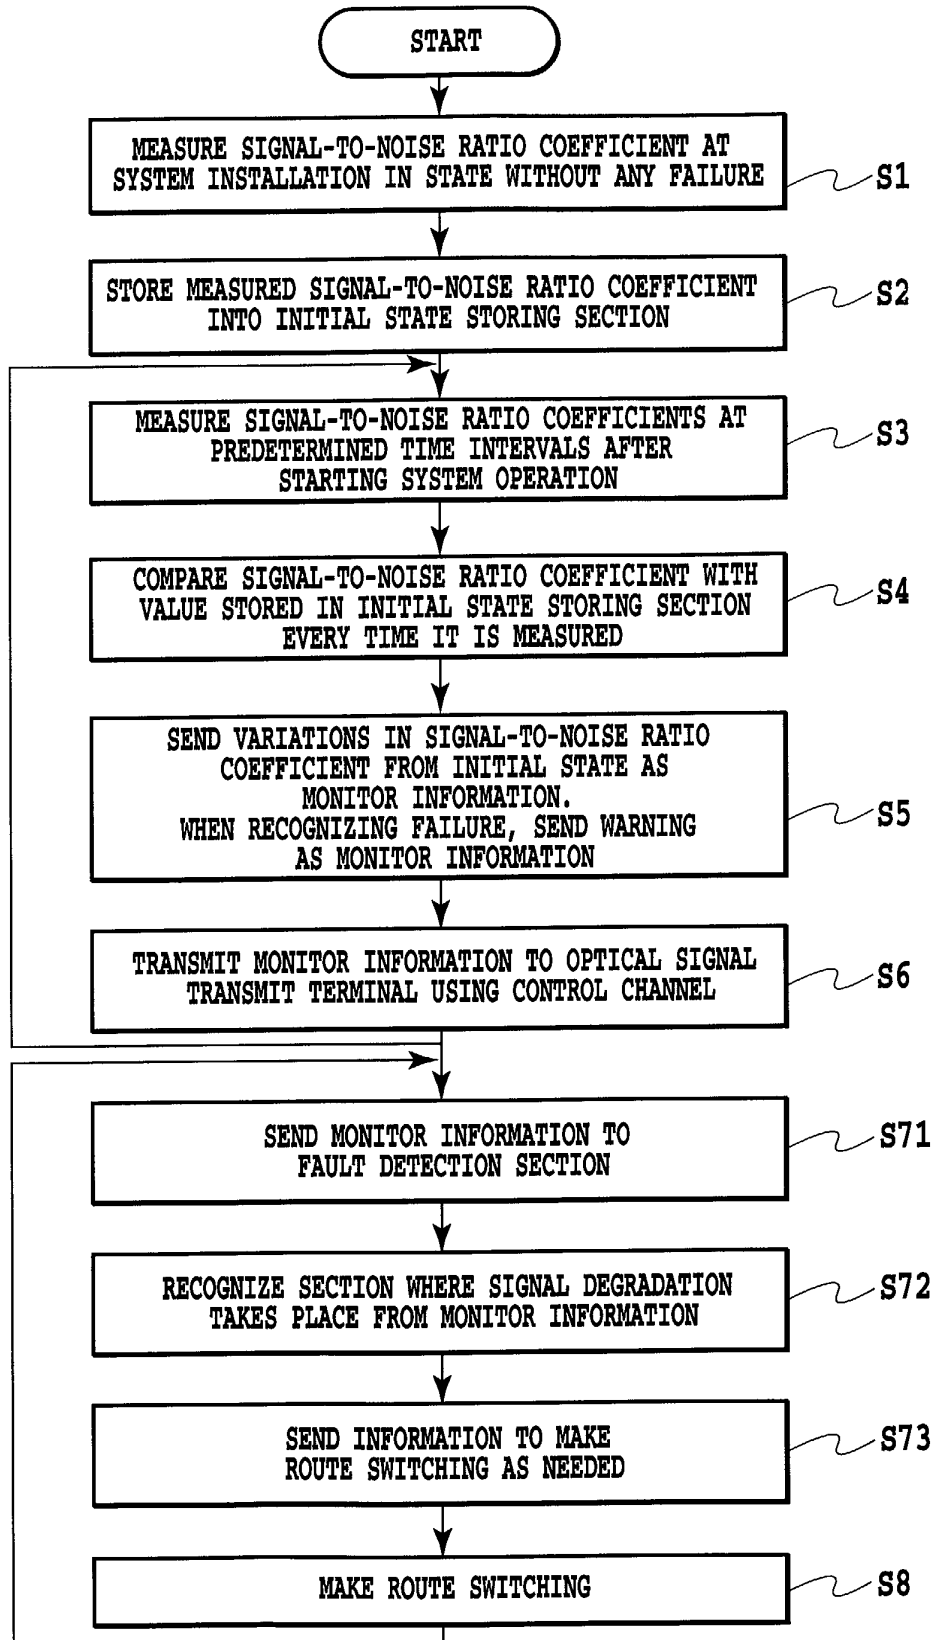 START
MEASURE SIGNAL-TO-NOISE RATIO COEFFICIENT AT
SYSTEM INSTALLATION IN STATE WITHOUT ANY FAILURE
S1
STORE MEASURED SIGNAL-TO-NOISE RATIO COEFFICIENT
INTO INITIAL STATE STORING SECTION
S2
MEASURE SIGNAL-TO-NOISE RATIO COEFFICIENTS AT
PREDETERMINED TIME INTERVALS AFTER
STARTING SYSTEM OPERATION
S3
COMPARE SIGNAL-TO-NOISE RATIO COEFFICIENT WITH
VALUE STORED IN INITIAL STATE STORING SECTION
EVERY TIME IT IS MEASURED
S4
SEND VARIATIONS IN SIGNAL-TO-NOISE RATIO
COEFFICIENT FROM INITIAL STATE AS
MONITOR INFORMATION.
WHEN RECOGNIZING FAILURE, SEND WARNING
AS MONITOR INFORMATION
S5
TRANSMIT MONITOR INFORMATION TO OPTICAL SIGNAL
TRANSMIT TERMINAL USING CONTROL CHANNEL
S6
SEND MONITOR INFORMATION TO
FAULT DETECTION SECTION
S71
RECOGNIZE SECTION WHERE SIGNAL DEGRADATION
TAKES PLACE FROM MONITOR INFORMATION
S72
SEND INFORMATION TO MAKE
ROUTE SWITCHING AS NEEDED
S73
MAKE ROUTE SWITCHING
S8